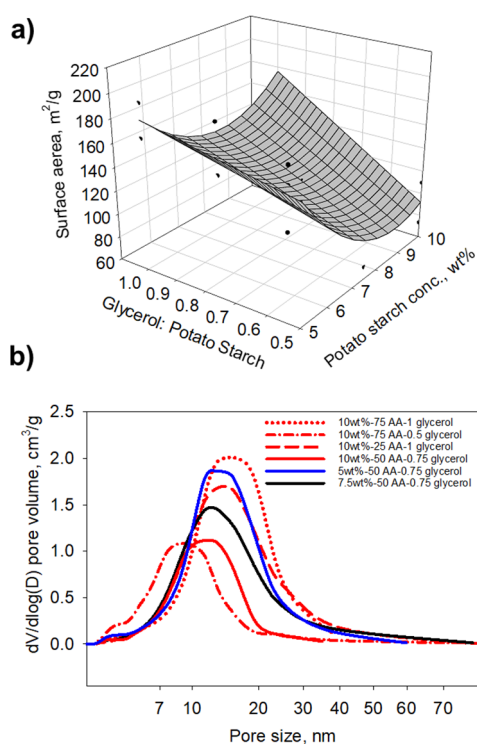 a)
Surface aerea, m²/g
220
200
180
160
140
120
100
80
60
1.0 0.9 0.8 0.7 0.6 0.5
Glycerol: Potato Starch
5 6 7 8 9 10
Potato starch conc., wt%
b)
dV/dlog(D) pore volume, cm³/g
2.5
2.0
1.5
1.0
0.5
0.0
10wt%-75 AA-1 glycerol
10wt%-75 AA-0.5 glycerol
10wt%-25 AA-1 glycerol
10wt%-50 AA-0.75 glycerol
5wt%-50 AA-0.75 glycerol
7.5wt%-50 AA-0.75 glycerol
7 10 20 30 40 50 60 70
Pore size, nm